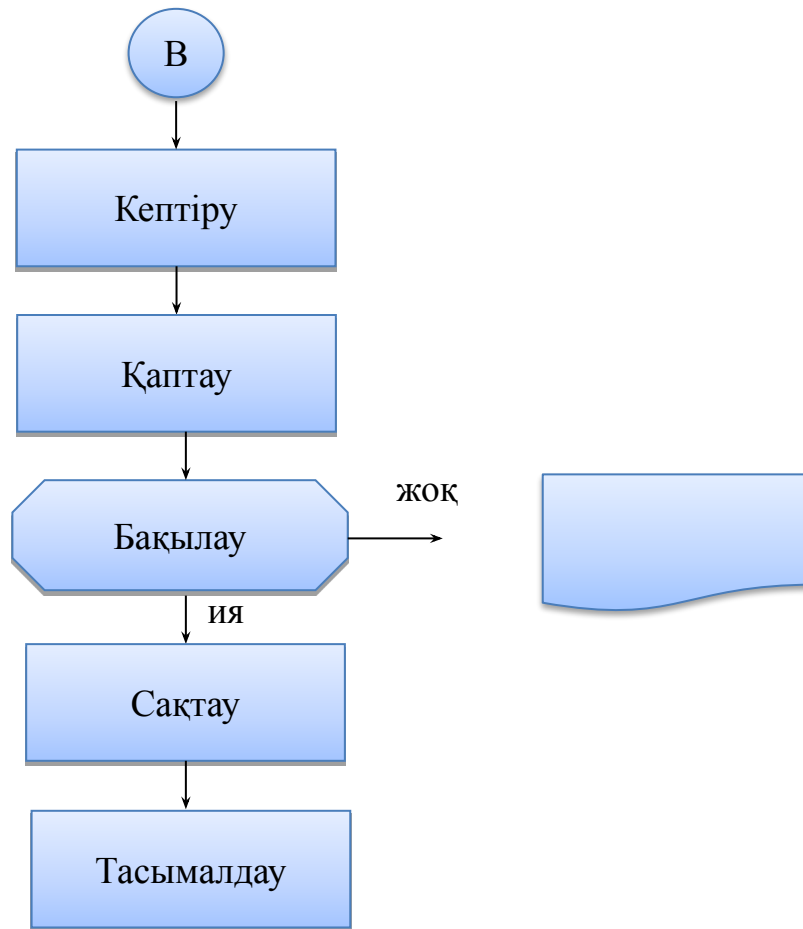 В
Кептіру
Қаптау
жоқ
Бақылау
ия
Сақтау
Тасымалдау